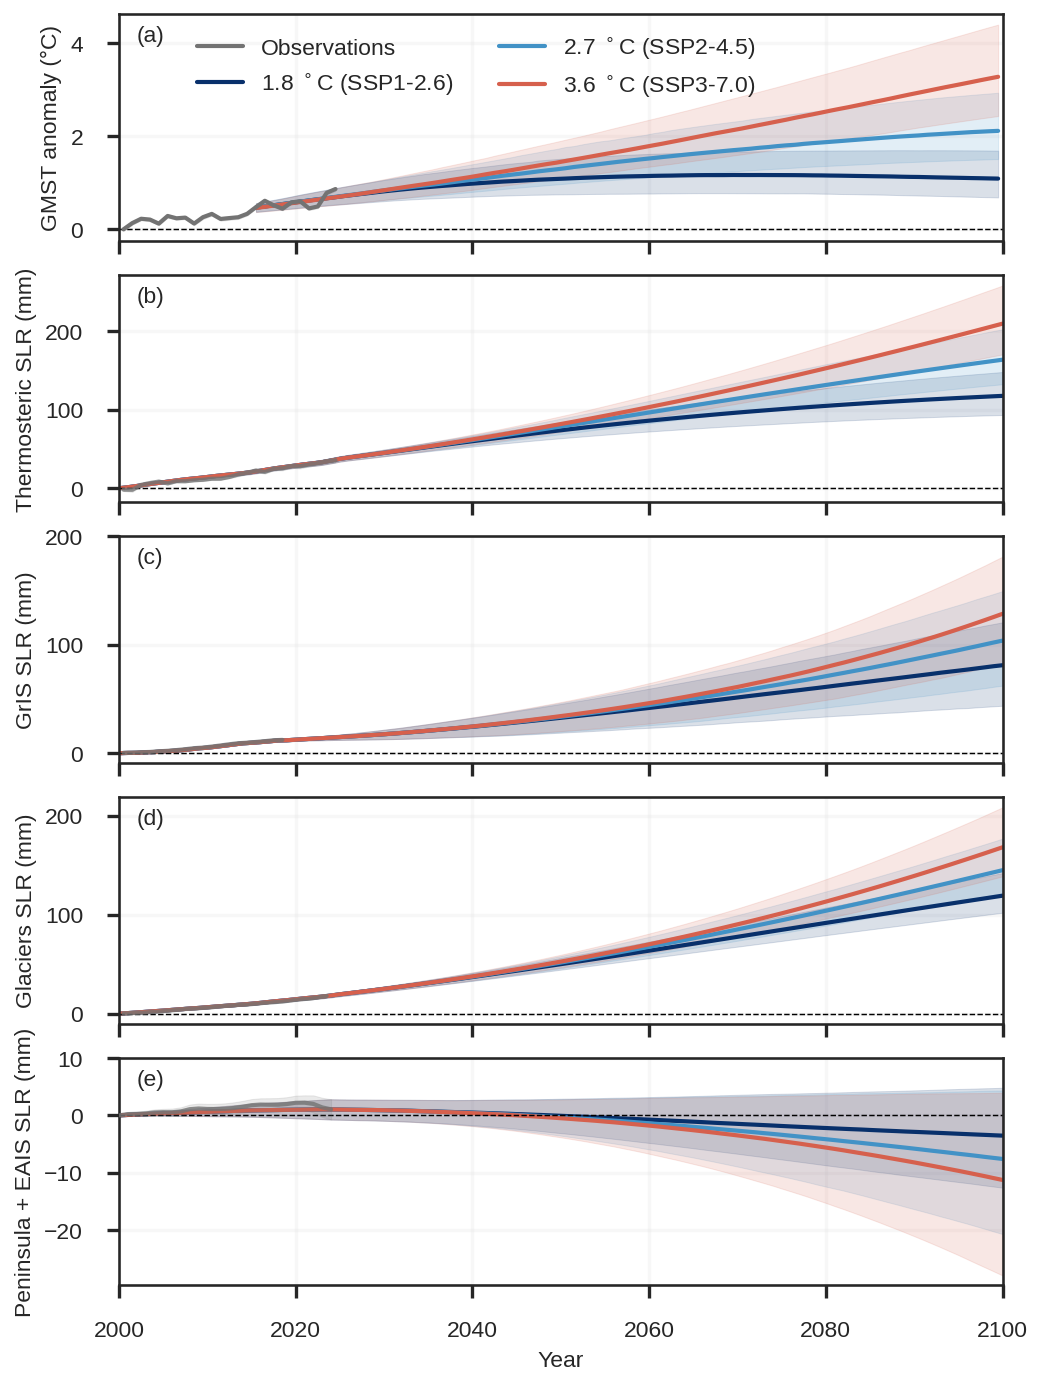 (a)
Observations
1.8 °C (SSP1-2.6)
2.7 °C (SSP2-4.5)
3.6 °C (SSP3-7.0)
GMST anomaly (°C)
4
2
0
(b)
Thermosteric SLR (mm)
200
100
0
(c)
GrIS SLR (mm)
200
100
0
(d)
Glaciers SLR (mm)
200
100
0
(e)
Peninsula + EAIS SLR (mm)
10
0
−10
−20
2000 2020 2040 2060 2080 2100
Year